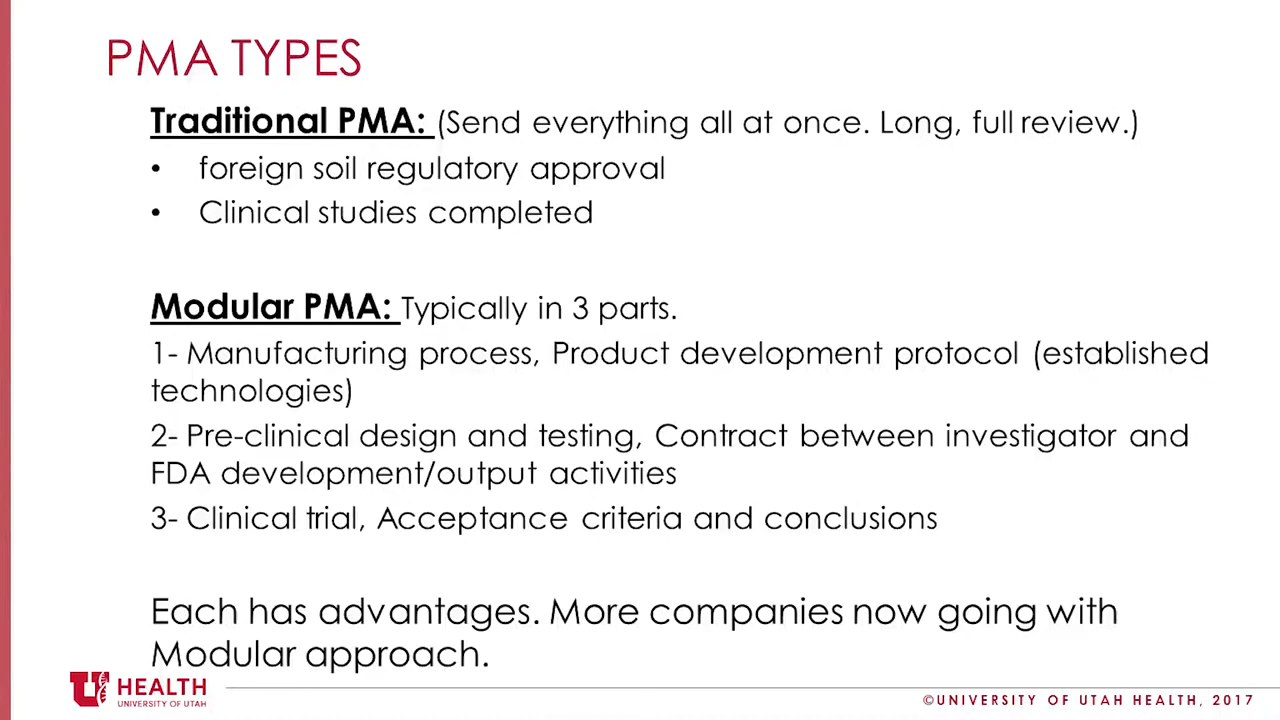 PMA TYPES
Traditional PMA: (Send everything all at once. Long, full review.)
• foreign soil regulatory approval
• Clinical studies completed
Modular PMA: Typically in 3 parts.
1- Manufacturing process, Product development protocol (established
technologies)
2- Pre-clinical design and testing, Contract between investigator and
FDA development/output activities
3- Clinical trial, Acceptance criteria and conclusions
Each has advantages. More companies now going with
Modular approach.
U HEALTH
UNIVERSITY OF UTAH
©UNIVERSITY OF UTAH HEALTH, 2017